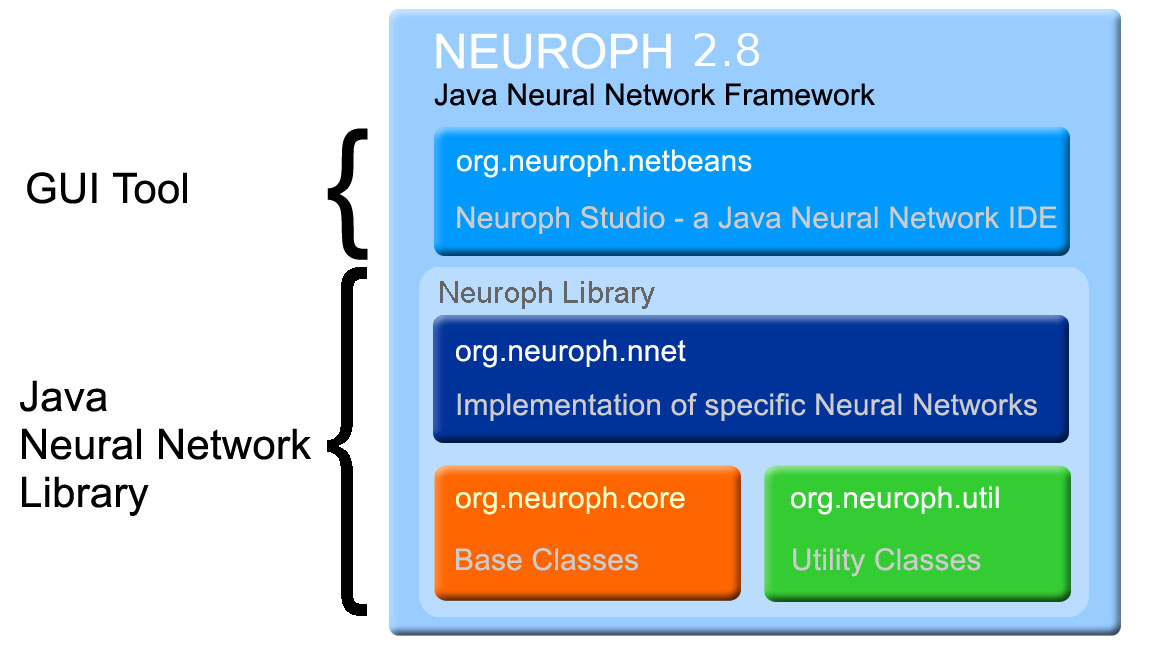 NEUROPH 2.8
Java Neural Network Framework
GUI Tool
org.neuroph.netbeans
Neuroph Studio - a Java Neural Network IDE
Neuroph Library
org.neuroph.nnet
Implementation of specific Neural Networks
Java
Neural Network
Library
org.neuroph.core
Base Classes
org.neuroph.util
Utility Classes